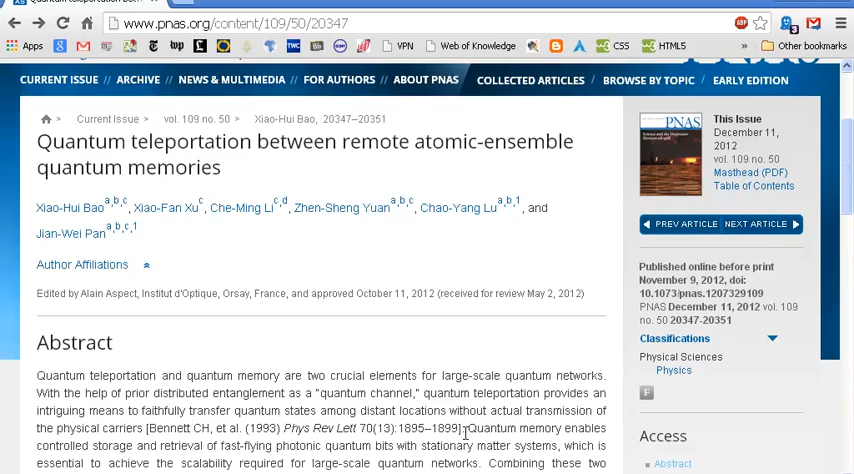 Quantum teleportation bet
www.pnas.org/content/109/50/20347
ABP
3
Apps
VPN
Web of Knowledge
CSS
HTML5
»
Other bookmarks
CURRENT ISSUE // ARCHIVE // NEWS & MULTIMEDIA // FOR AUTHORS // ABOUT PNAS COLLECTED ARTICLES / BROWSE BY TOPIC / EARLY EDITION
> Current Issue > vol. 109 no. 50 > Xiao-Hui Bao, 20347–20351
Quantum teleportation between remote atomic-ensemble
quantum memories
Xiao-Hui Bao a,b,c, Xiao-Fan Xu c, Che-Ming Li c,d, Zhen-Sheng Yuan a,b,c, Chao-Yang Lu a,b,1, and
Jian-Wei Pan a,b,c,1
Author Affiliations
Edited by Alain Aspect, Institut d'Optique, Orsay, France, and approved October 11, 2012 (received for review May 2, 2012)
Abstract
Quantum teleportation and quantum memory are two crucial elements for large-scale quantum networks.
With the help of prior distributed entanglement as a "quantum channel," quantum teleportation provides an
intriguing means to faithfully transfer quantum states among distant locations without actual transmission of
the physical carriers [Bennett CH, et al. (1993) Phys Rev Lett 70(13):1895–1899]. Quantum memory enables
controlled storage and retrieval of fast-flying photonic quantum bits with stationary matter systems, which is
essential to achieve the scalability required for large-scale quantum networks. Combining these two
PNAS
This Issue
December 11,
2012
vol. 109 no. 50
Masthead (PDF)
Table of Contents
PREV ARTICLE NEXT ARTICLE
Published online before print
November 9, 2012, doi:
10.1073/pnas.1207329109
PNAS December 11, 2012 vol. 109
no. 50 20347-20351
Classifications
Physical Sciences
Physics
F
Access
Abstract